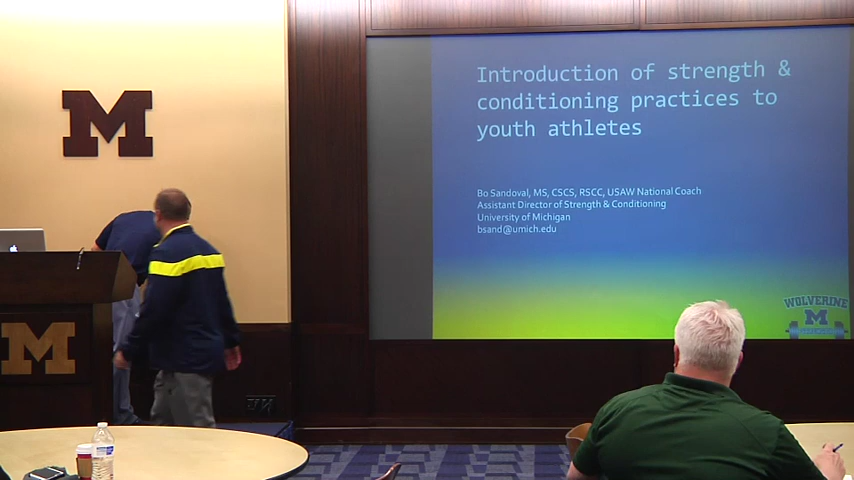 M
Introduction of strength &
conditioning practices to
youth athletes
Bo Sandoval, MS, CSCS, RSCC, USAW National Coach
Assistant Director of Strength & Conditioning
University of Michigan
bsand@umich.edu
WOLVERINE
M
M